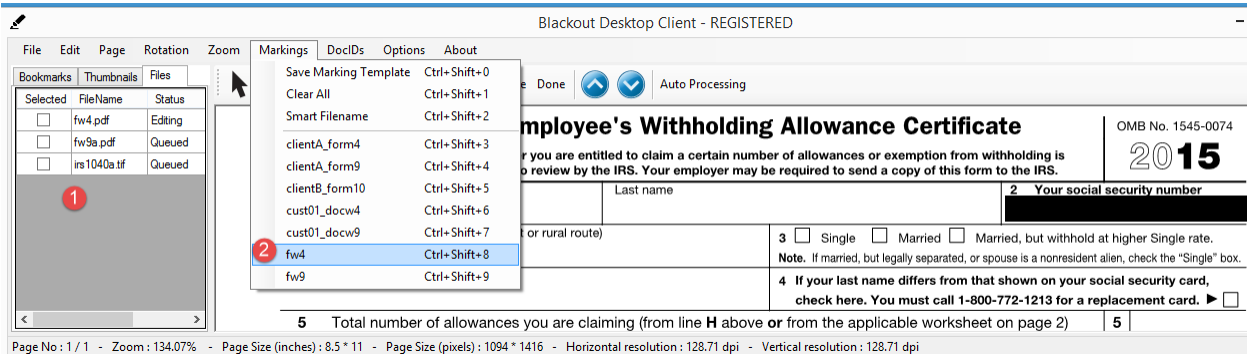 Blackout Desktop Client - REGISTERED
File Edit Page Rotation Zoom Markings DocIDs Options About
Bookmarks Thumbnails Files
Selected FileName Status
fw4.pdf Editing
fw9a.pdf Queued
irs1040a.tif Queued
1
Save Marking Template Ctrl+Shift+0
Clear All Ctrl+Shift+1
Smart Filename Ctrl+Shift+2
clientA_form4 Ctrl+Shift+3
clientA_form9 Ctrl+Shift+4
clientB_form10 Ctrl+Shift+5
cust01_docw4 Ctrl+Shift+6
cust01_docw9 Ctrl+Shift+7
2 fw4 Ctrl+Shift+8
fw9 Ctrl+Shift+9
Done Auto Processing
mployee's Withholding Allowance Certificate
OMB No. 1545-0074
2015
r you are entitled to claim a certain number of allowances or exemption from withholding is
o review by the IRS. Your employer may be required to send a copy of this form to the IRS.
Last name
2 Your social security number
t or rural route)
3 Single Married Married, but withhold at higher Single rate.
Note. If married, but legally separated, or spouse is a nonresident alien, check the “Single” box.
4 If your last name differs from that shown on your social security card,
check here. You must call 1-800-772-1213 for a replacement card. ▶
5 Total number of allowances you are claiming (from line H above or from the applicable worksheet on page 2) 5
Page No : 1 / 1 - Zoom : 134.07% - Page Size (inches) : 8.5 * 11 - Page Size (pixels) : 1094 * 1416 - Horizontal resolution : 128.71 dpi - Vertical resolution : 128.71 dpi